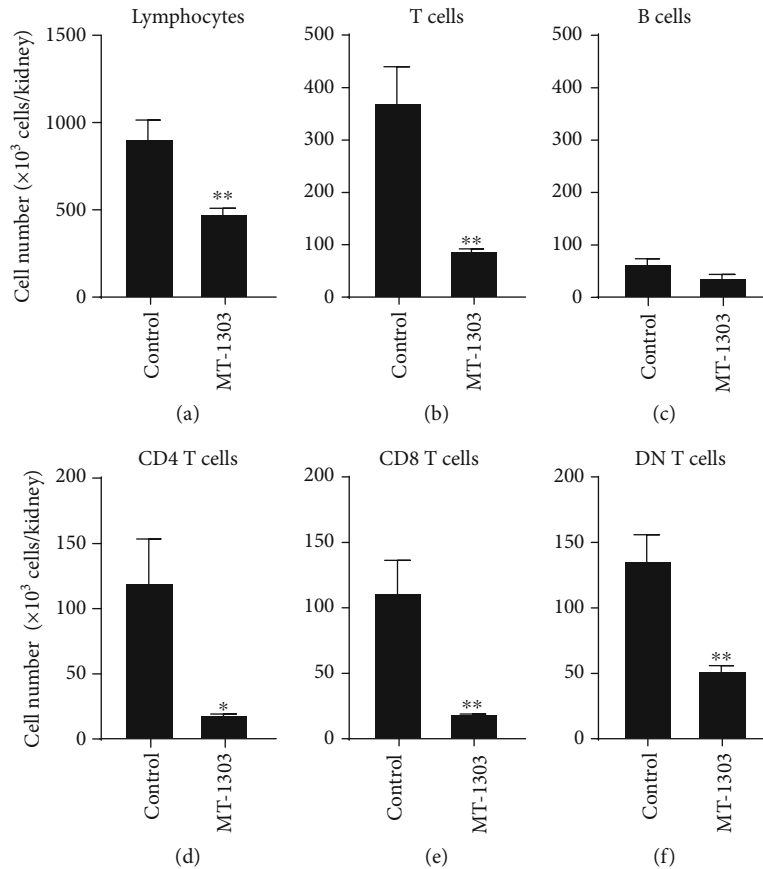 Lymphocytes
T cells
B cells
Cell number (×10³ cells/kidney)
1500
1000
500
0
500
400
300
200
100
0
500
400
300
200
100
0
**
**
Control
MT-1303
Control
MT-1303
Control
MT-1303
(a)
(b)
(c)
CD4 T cells
CD8 T cells
DN T cells
Cell number (×10³ cells/kidney)
200
150
100
50
0
200
150
100
50
0
200
150
100
50
0
*
**
**
Control
MT-1303
Control
MT-1303
Control
MT-1303
(d)
(e)
(f)